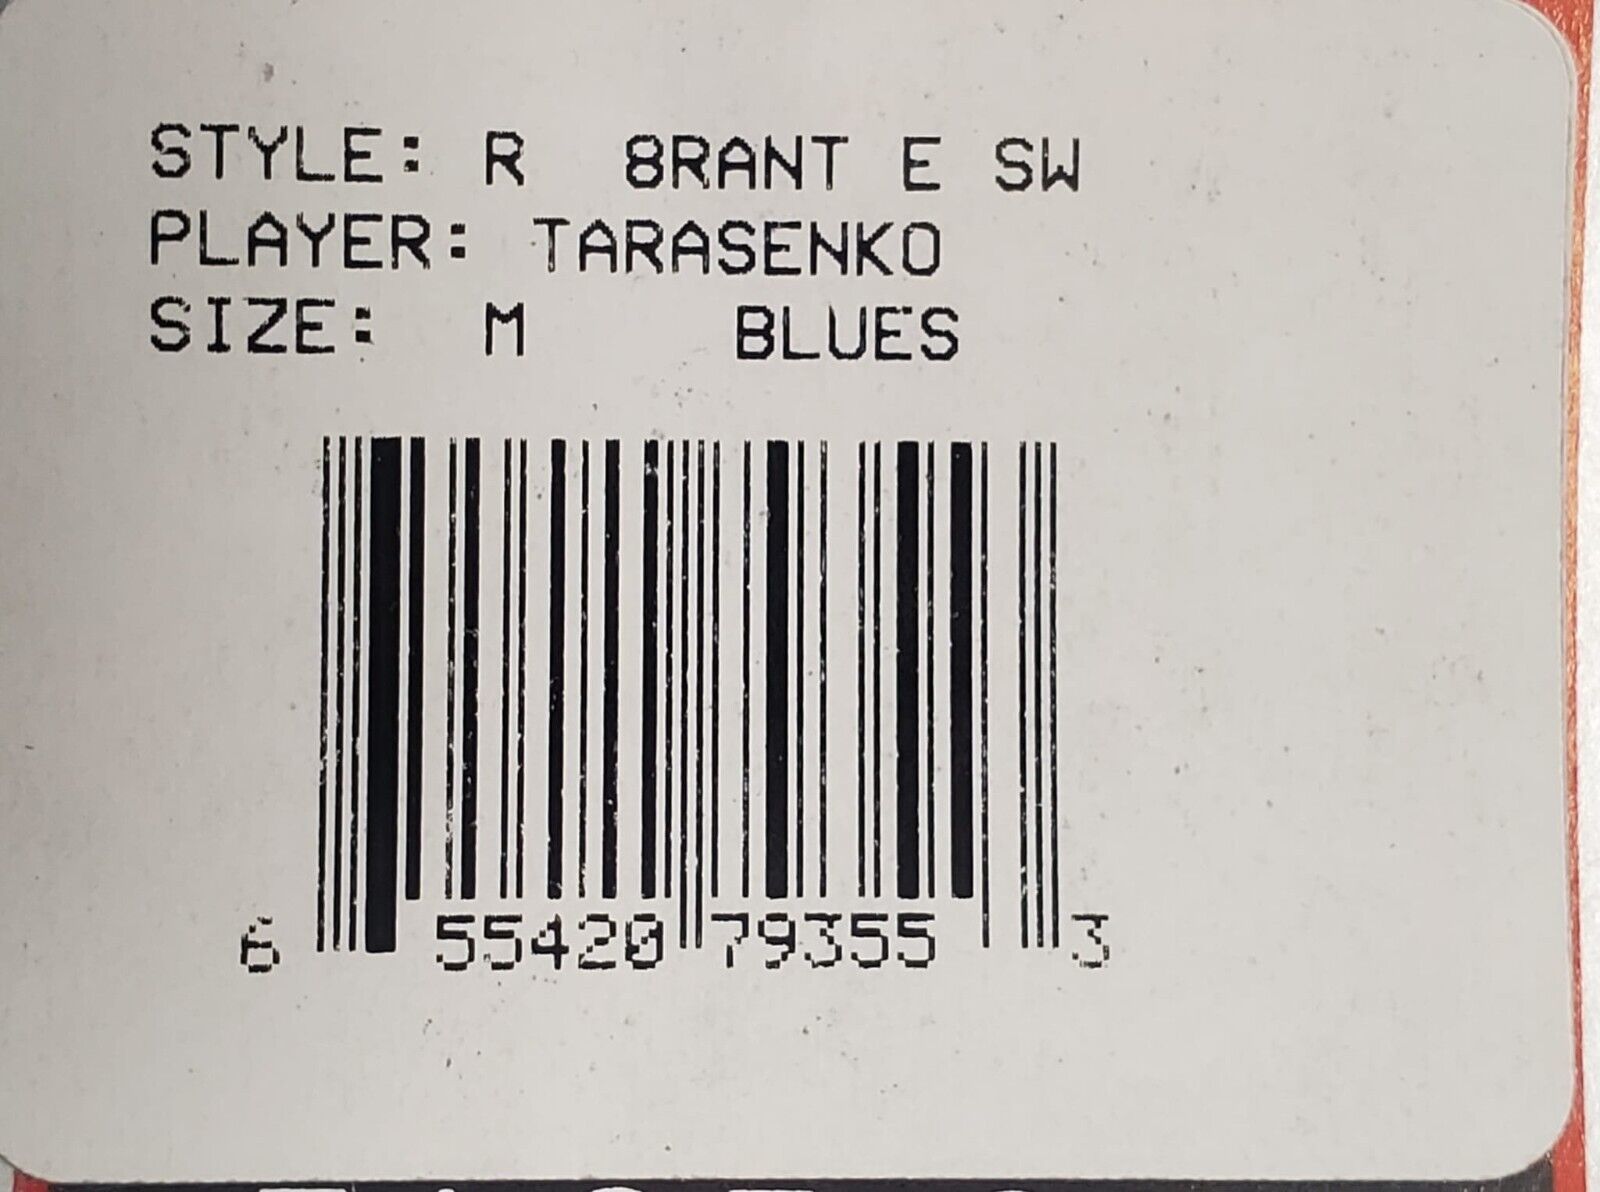 STYLE: R 8RANT E SW
PLAYER: TARASENKO
SIZE: M BLUES
6 55420 79355 3